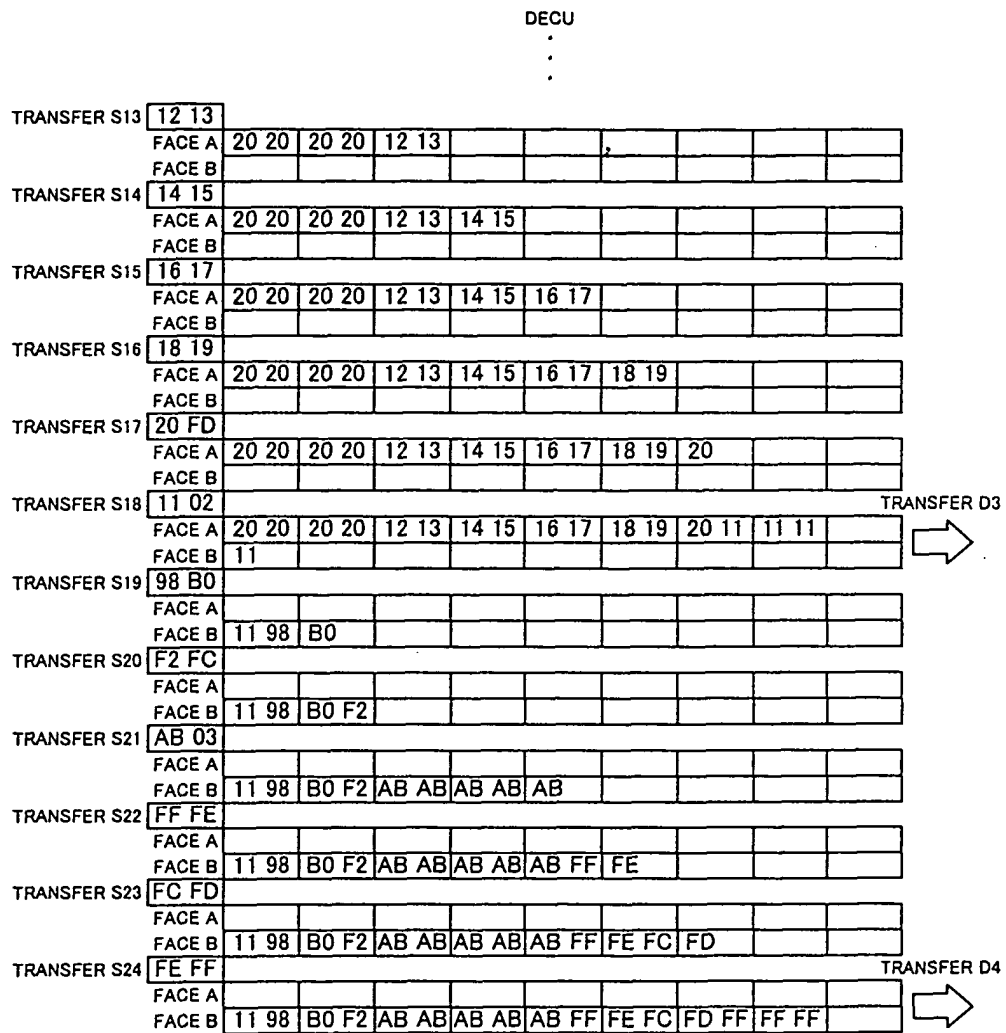 DECU
TRANSFER S13 12 13
FACE A 20 20 20 20 12 13
FACE B
TRANSFER S14 14 15
FACE A 20 20 20 20 12 13 14 15
FACE B
TRANSFER S15 16 17
FACE A 20 20 20 20 12 13 14 15 16 17
FACE B
TRANSFER S16 18 19
FACE A 20 20 20 20 12 13 14 15 16 17 18 19
FACE B
TRANSFER S17 20 FD
FACE A 20 20 20 20 12 13 14 15 16 17 18 19 20
FACE B
TRANSFER S18 11 02 TRANSFER D3
FACE A 20 20 20 20 12 13 14 15 16 17 18 19 20 11 11 11
FACE B 11
TRANSFER S19 98 B0
FACE A
FACE B 11 98 B0
TRANSFER S20 F2 FC
FACE A
FACE B 11 98 B0 F2
TRANSFER S21 AB 03
FACE A
FACE B 11 98 B0 F2 AB AB AB AB AB
TRANSFER S22 FF FE
FACE A
FACE B 11 98 B0 F2 AB AB AB AB AB FF FE
TRANSFER S23 FC FD
FACE A
FACE B 11 98 B0 F2 AB AB AB AB AB FF FE FC FD
TRANSFER S24 FE FF TRANSFER D4
FACE A
FACE B 11 98 B0 F2 AB AB AB AB AB FF FE FC FD FF FF FF